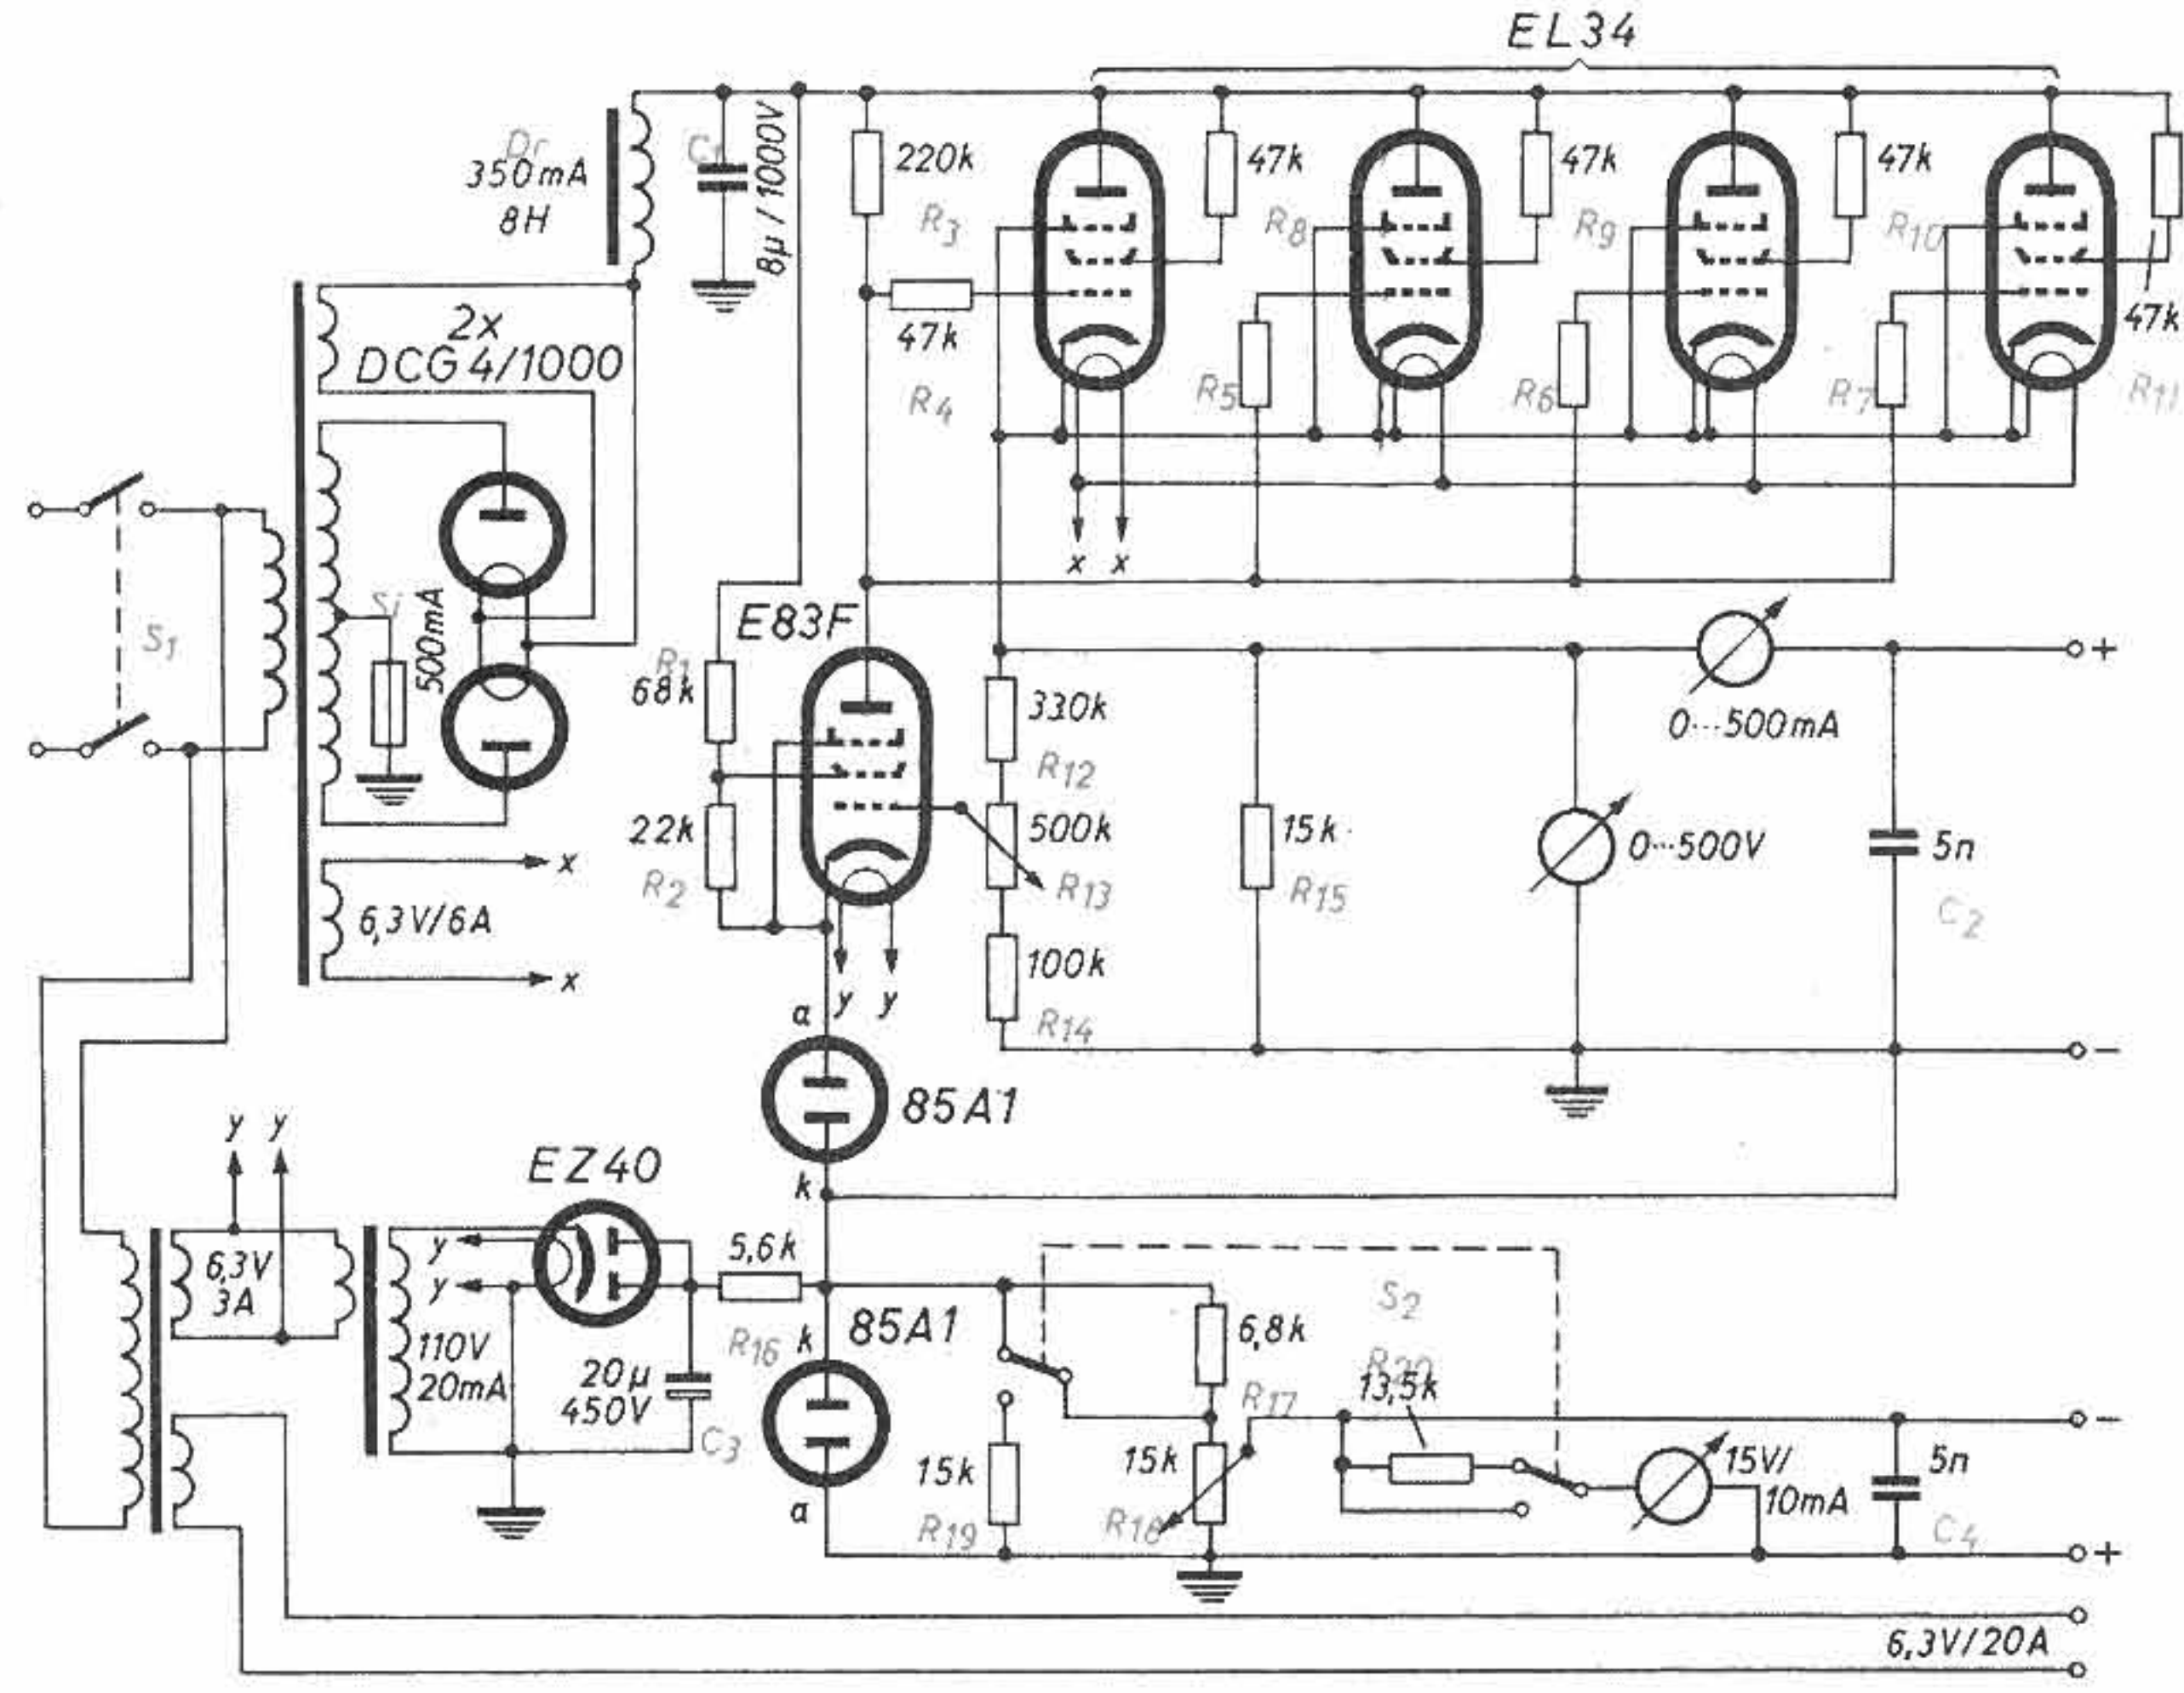 EL34
Dr
350mA
8H
C1
8µ / 1000V
220k
R3
47k
R8
47k
R9
47k
R10
47k
R11
47k
R4
R5
R6
R7
2x
DCG 4/1000
S1
Si
500mA
x x
E83F
R1
68k
22k
R2
330k
R12
500k
R13
100k
R14
15k
R15
0...500mA
0...500V
5n
C2
+
−
x
6,3V/6A
x
a
y y
85A1
k
y y
EZ40
6,3V
3A
y
y
110V
20mA
5,6k
R16
20µ
450V
C3
k
85A1
a
6,8k
R17
S2
R20
13,5k
15k
R19
15k
R18
15V/
10mA
5n
C4
−
+
6,3V/20A